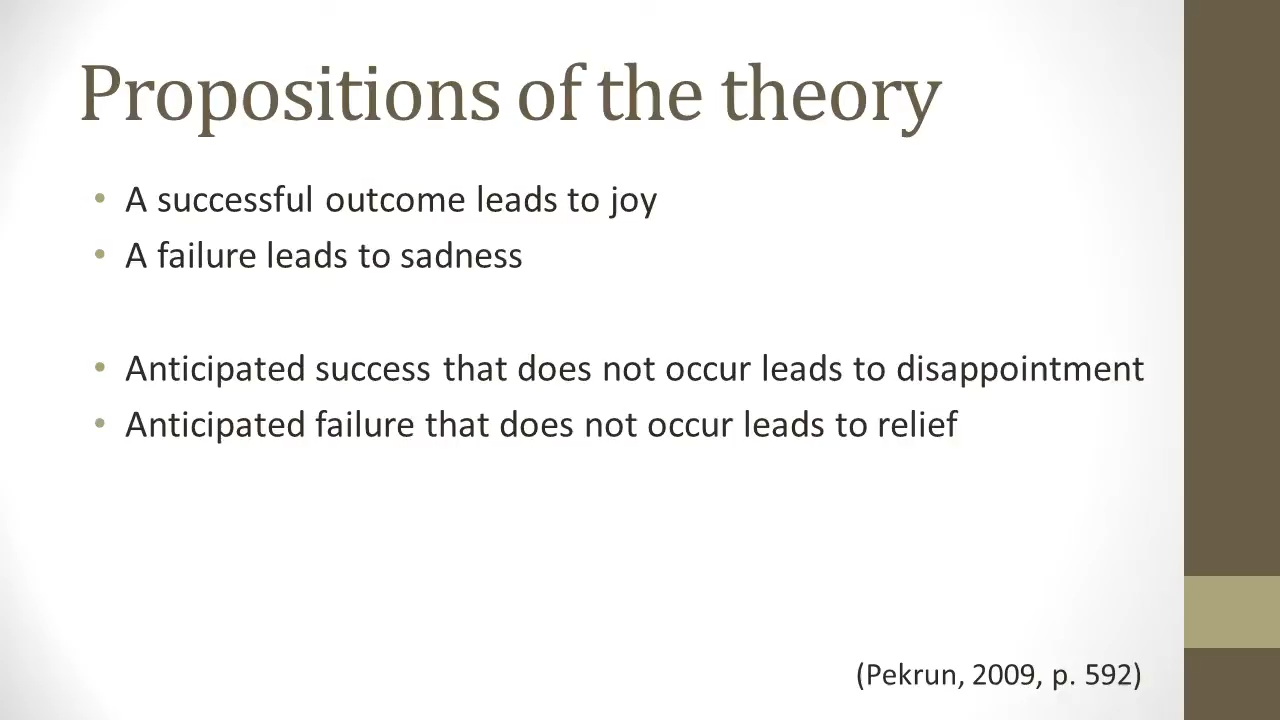 Propositions of the theory
• A successful outcome leads to joy
• A failure leads to sadness
• Anticipated success that does not occur leads to disappointment
• Anticipated failure that does not occur leads to relief
(Pekrun, 2009, p. 592)